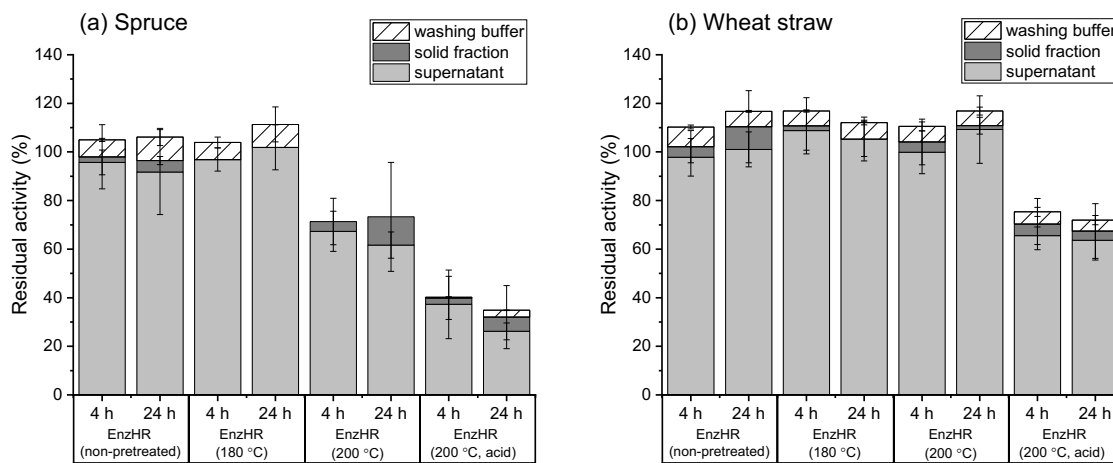 (a) Spruce
washing buffer
solid fraction
supernatant
Residual activity (%)
140
120
100
80
60
40
20
0
4 h 24 h 4 h 24 h 4 h 24 h 4 h 24 h
EnzHR EnzHR EnzHR EnzHR
(non-pretreated) (180 °C) (200 °C) (200 °C, acid)
(b) Wheat straw
washing buffer
solid fraction
supernatant
Residual activity (%)
140
120
100
80
60
40
20
0
4 h 24 h 4 h 24 h 4 h 24 h 4 h 24 h
EnzHR EnzHR EnzHR EnzHR
(non-pretreated) (180 °C) (200 °C) (200 °C, acid)